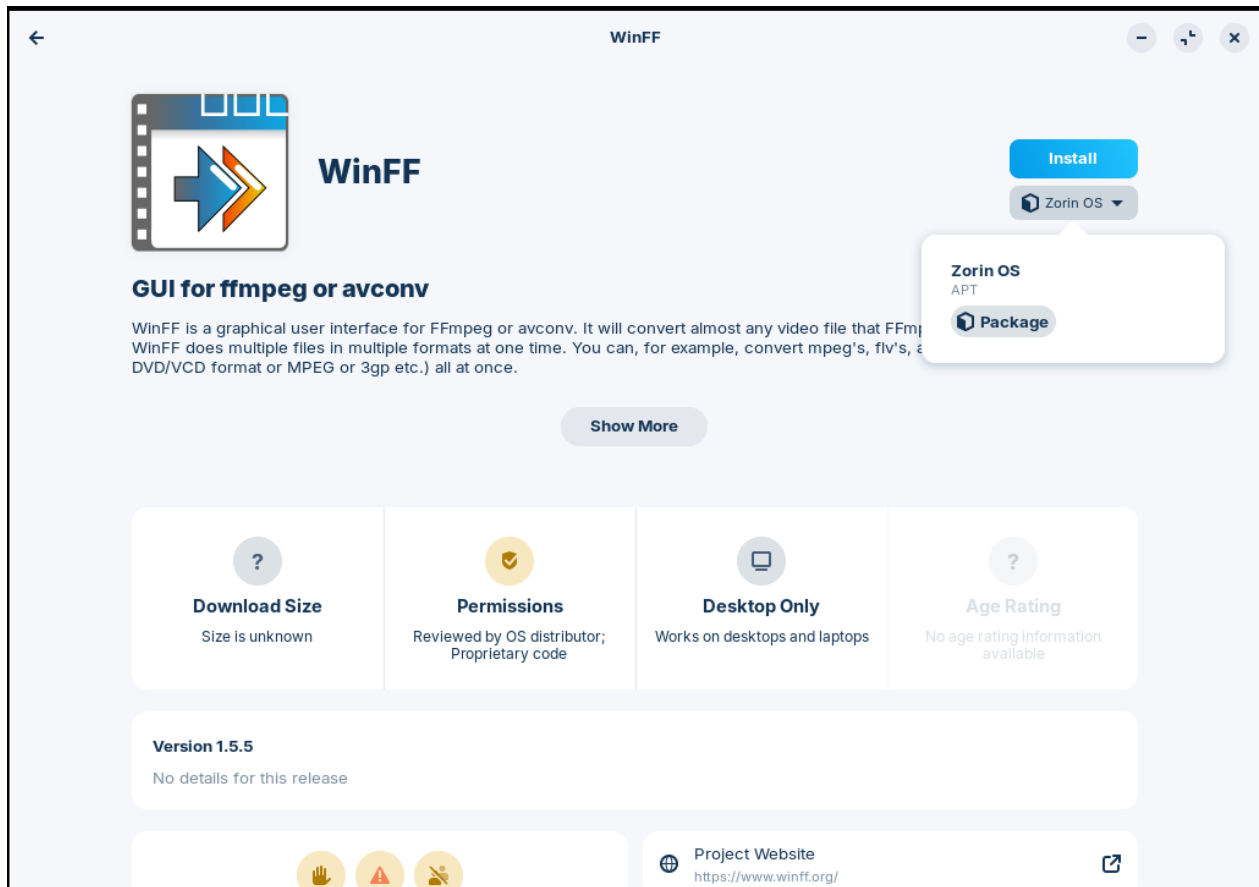 WinFF
WinFF
Install
Zorin OS
Zorin OS
APT
Package
GUI for ffmpeg or avconv
WinFF is a graphical user interface for FFmpeg or avconv. It will convert almost any video file that
WinFF does multiple files in multiple formats at one time. You can, for example, convert mpeg's, flv's,
DVD/VCD format or MPEG or 3gp etc.) all at once.
Show More
?
Download Size
Size is unknown
Permissions
Reviewed by OS distributor;
Proprietary code
Desktop Only
Works on desktops and laptops
?
Age Rating
No age rating information
available
Version 1.5.5
No details for this release
Project Website
https://www.winff.org/